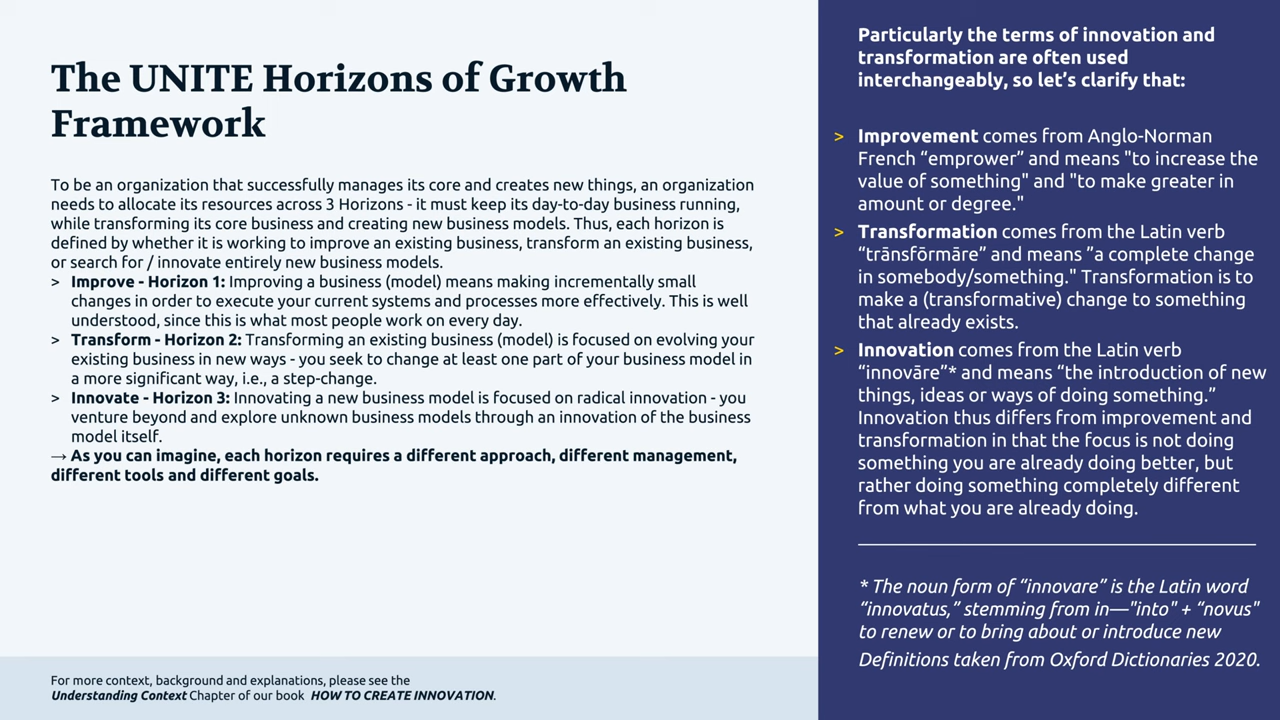 The UNITE Horizons of Growth
Framework
To be an organization that successfully manages its core and creates new things, an organization
needs to allocate its resources across 3 Horizons - it must keep its day-to-day business running,
while transforming its core business and creating new business models. Thus, each horizon is
defined by whether it is working to improve an existing business, transform an existing business,
or search for / innovate entirely new business models.
> Improve - Horizon 1: Improving a business (model) means making incrementally small
changes in order to execute your current systems and processes more effectively. This is well
understood, since this is what most people work on every day.
> Transform - Horizon 2: Transforming an existing business (model) is focused on evolving your
existing business in new ways - you seek to change at least one part of your business model in
a more significant way, i.e., a step-change.
> Innovate - Horizon 3: Innovating a new business model is focused on radical innovation - you
venture beyond and explore unknown business models through an innovation of the business
model itself.
→ As you can imagine, each horizon requires a different approach, different management,
different tools and different goals.
For more context, background and explanations, please see the
Understanding Context Chapter of our book HOW TO CREATE INNOVATION.
Particularly the terms of innovation and
transformation are often used
interchangeably, so let’s clarify that:
> Improvement comes from Anglo-Norman
French “emprower” and means "to increase the
value of something" and "to make greater in
amount or degree."
> Transformation comes from the Latin verb
“trānsfōrmāre” and means ”a complete change
in somebody/something." Transformation is to
make a (transformative) change to something
that already exists.
> Innovation comes from the Latin verb
“innovāre”* and means “the introduction of new
things, ideas or ways of doing something.”
Innovation thus differs from improvement and
transformation in that the focus is not doing
something you are already doing better, but
rather doing something completely different
from what you are already doing.
* The noun form of “innovare” is the Latin word
“innovatus,” stemming from in—"into" + “novus"
to renew or to bring about or introduce new
Definitions taken from Oxford Dictionaries 2020.